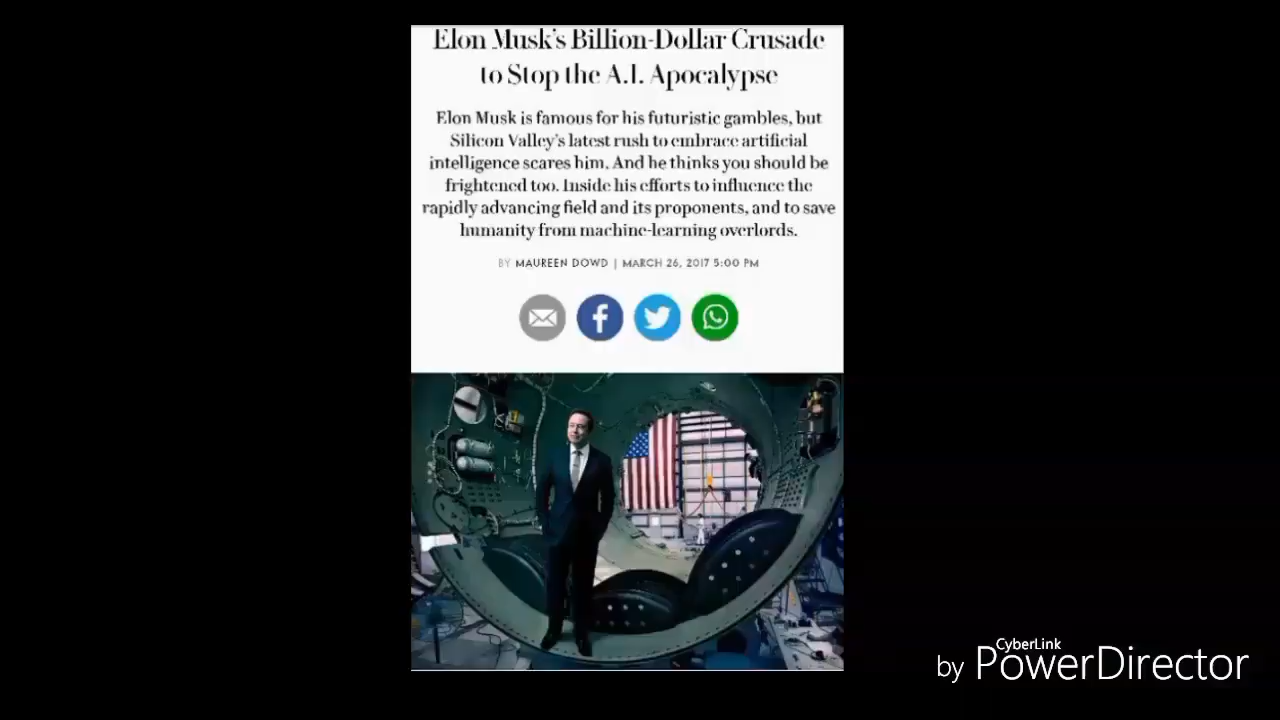 Elon Musk's Billion-Dollar Crusade
to Stop the A.I. Apocalypse
Elon Musk is famous for his futuristic gambles, but
Silicon Valley's latest rush to embrace artificial
intelligence scares him. And he thinks you should be
frightened too. Inside his efforts to influence the
rapidly advancing field and its proponents, and to save
humanity from machine-learning overlords.
BY MAUREEN DOWD | MARCH 26, 2017 5:00 PM
CyberLink
by PowerDirector